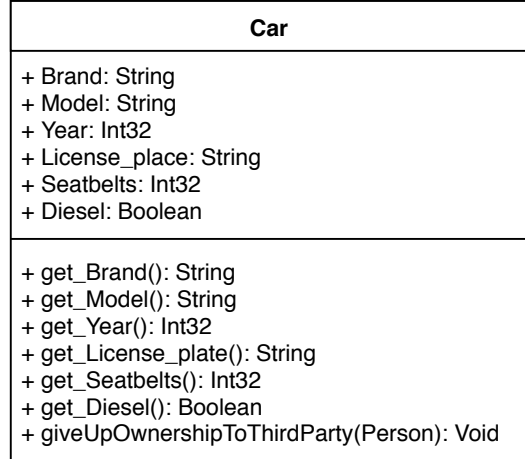 Car
+ Brand: String
+ Model: String
+ Year: Int32
+ License_place: String
+ Seatbelts: Int32
+ Diesel: Boolean
+ get_Brand(): String
+ get_Model(): String
+ get_Year(): Int32
+ get_License_plate(): String
+ get_Seatbelts(): Int32
+ get_Diesel(): Boolean
+ giveUpOwnershipToThirdParty(Person): Void